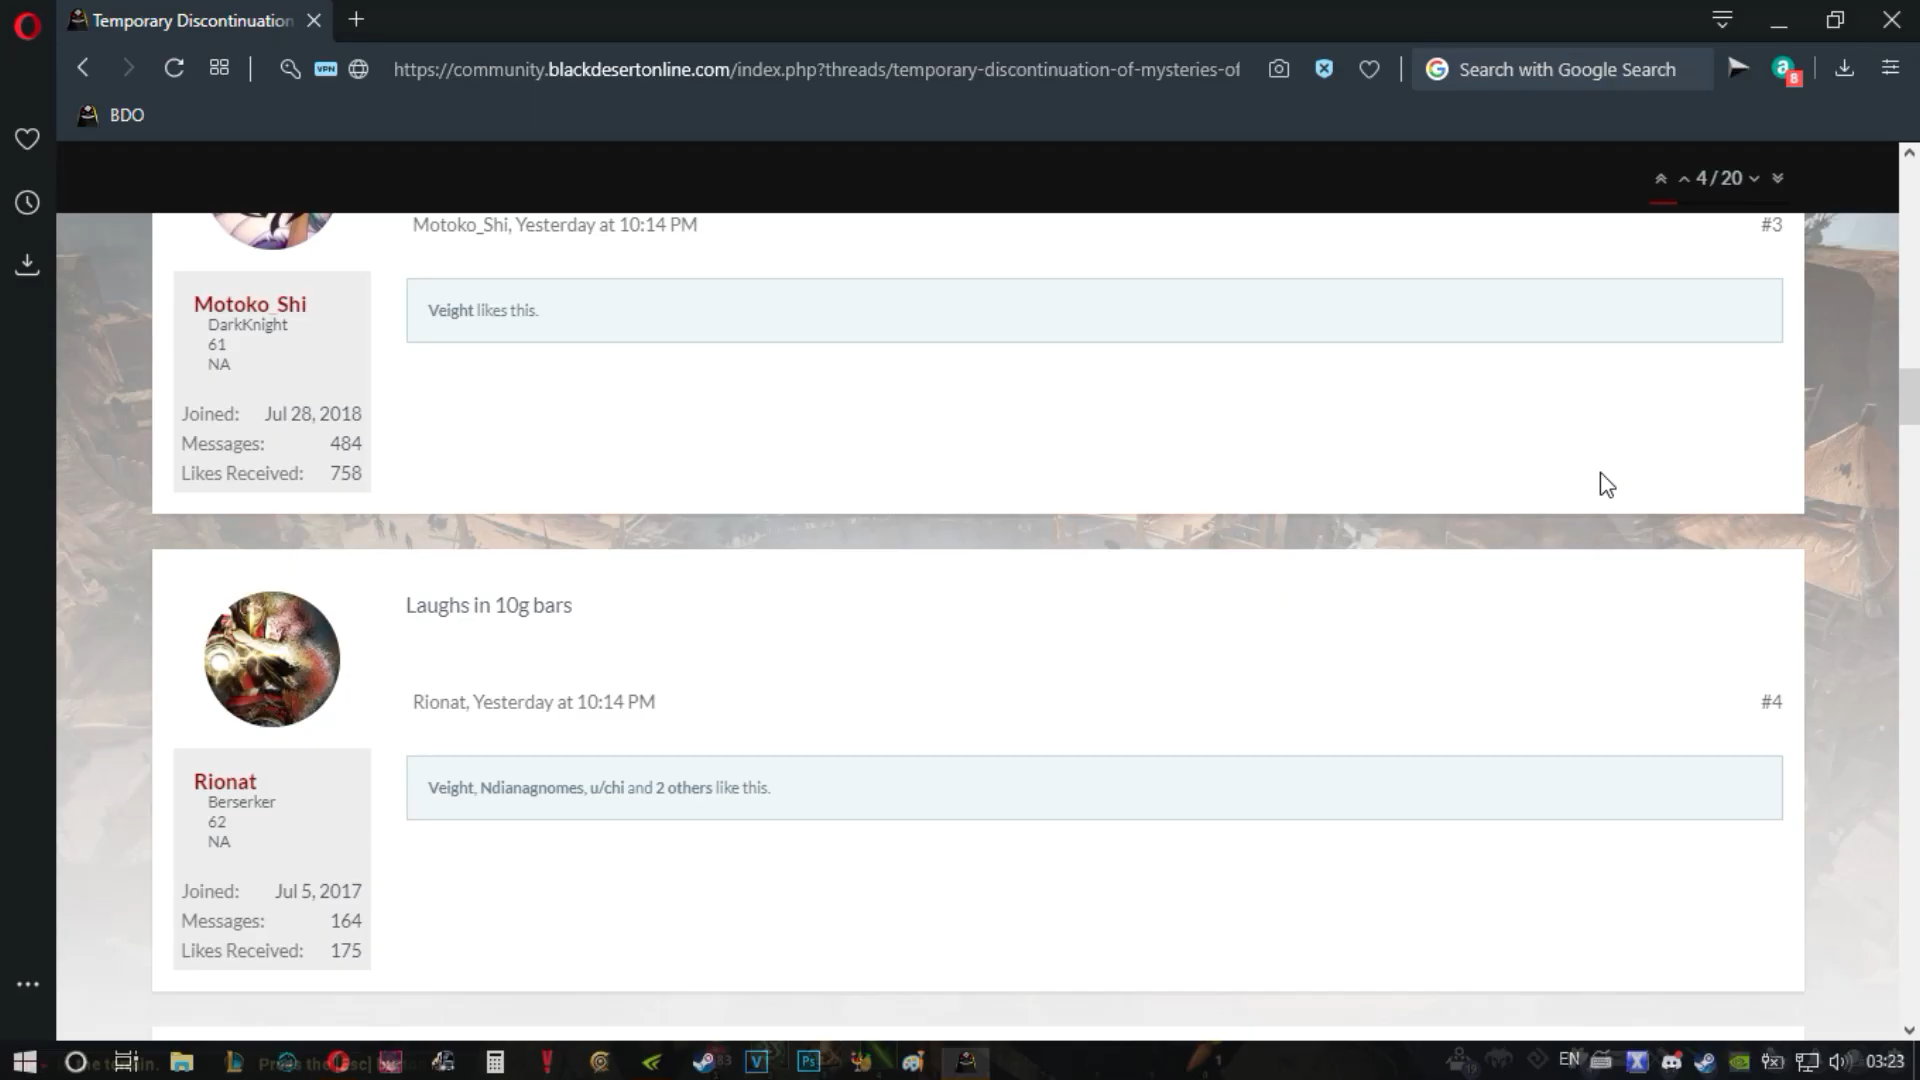 Temporary Discontinuation
VPN
https://community.blackdesertonline.com/index.php?threads/temporary-discontinuation-of-mysteries-of
Search with Google Search
a
8
BDO
4 / 20
Motoko_Shi, Yesterday at 10:14 PM
#3
Motoko_Shi
DarkKnight
61
NA
Veight likes this.
Joined: Jul 28, 2018
Messages: 484
Likes Received: 758
Laughs in 10g bars
Rionat, Yesterday at 10:14 PM
#4
Rionat
Berserker
62
NA
Veight, Ndianagnomes, u/chi and 2 others like this.
Joined: Jul 5, 2017
Messages: 164
Likes Received: 175
Ps
EN
03:23